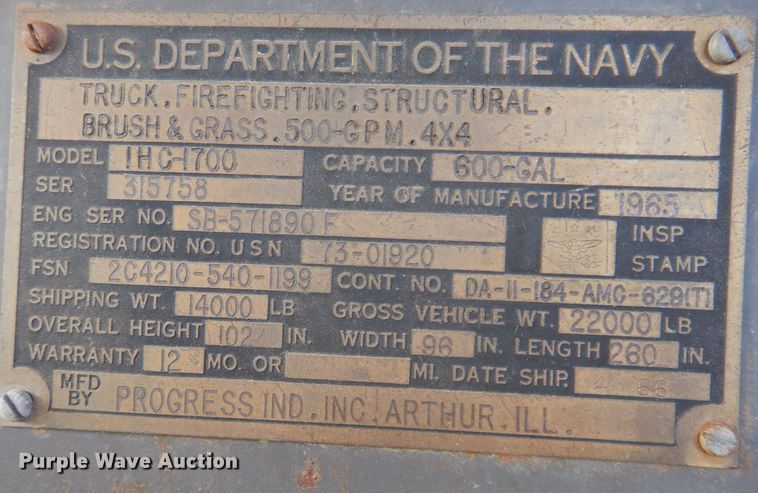 U.S. DEPARTMENT OF THE NAVY
TRUCK, FIREFIGHTING, STRUCTURAL.
BRUSH & GRASS. 500-GPM. 4X4
MODEL IHC-1700 CAPACITY 600-GAL
SER 315758 YEAR OF MANUFACTURE 1965
ENG SER NO. SB-571890 F INSP
REGISTRATION NO. U S N 73-01920 STAMP
FSN 2C4210-540-1199 CONT. NO. DA-11-184-AMC-629(T)
SHIPPING WT. 14000 LB GROSS VEHICLE WT. 22000 LB
OVERALL HEIGHT 102 IN. WIDTH 96 IN. LENGTH 260 IN.
WARRANTY 12 MO. OR MI. DATE SHIP. 4 66
MFD BY PROGRESS IND. INC. ARTHUR. ILL.
Purple Wave Auction